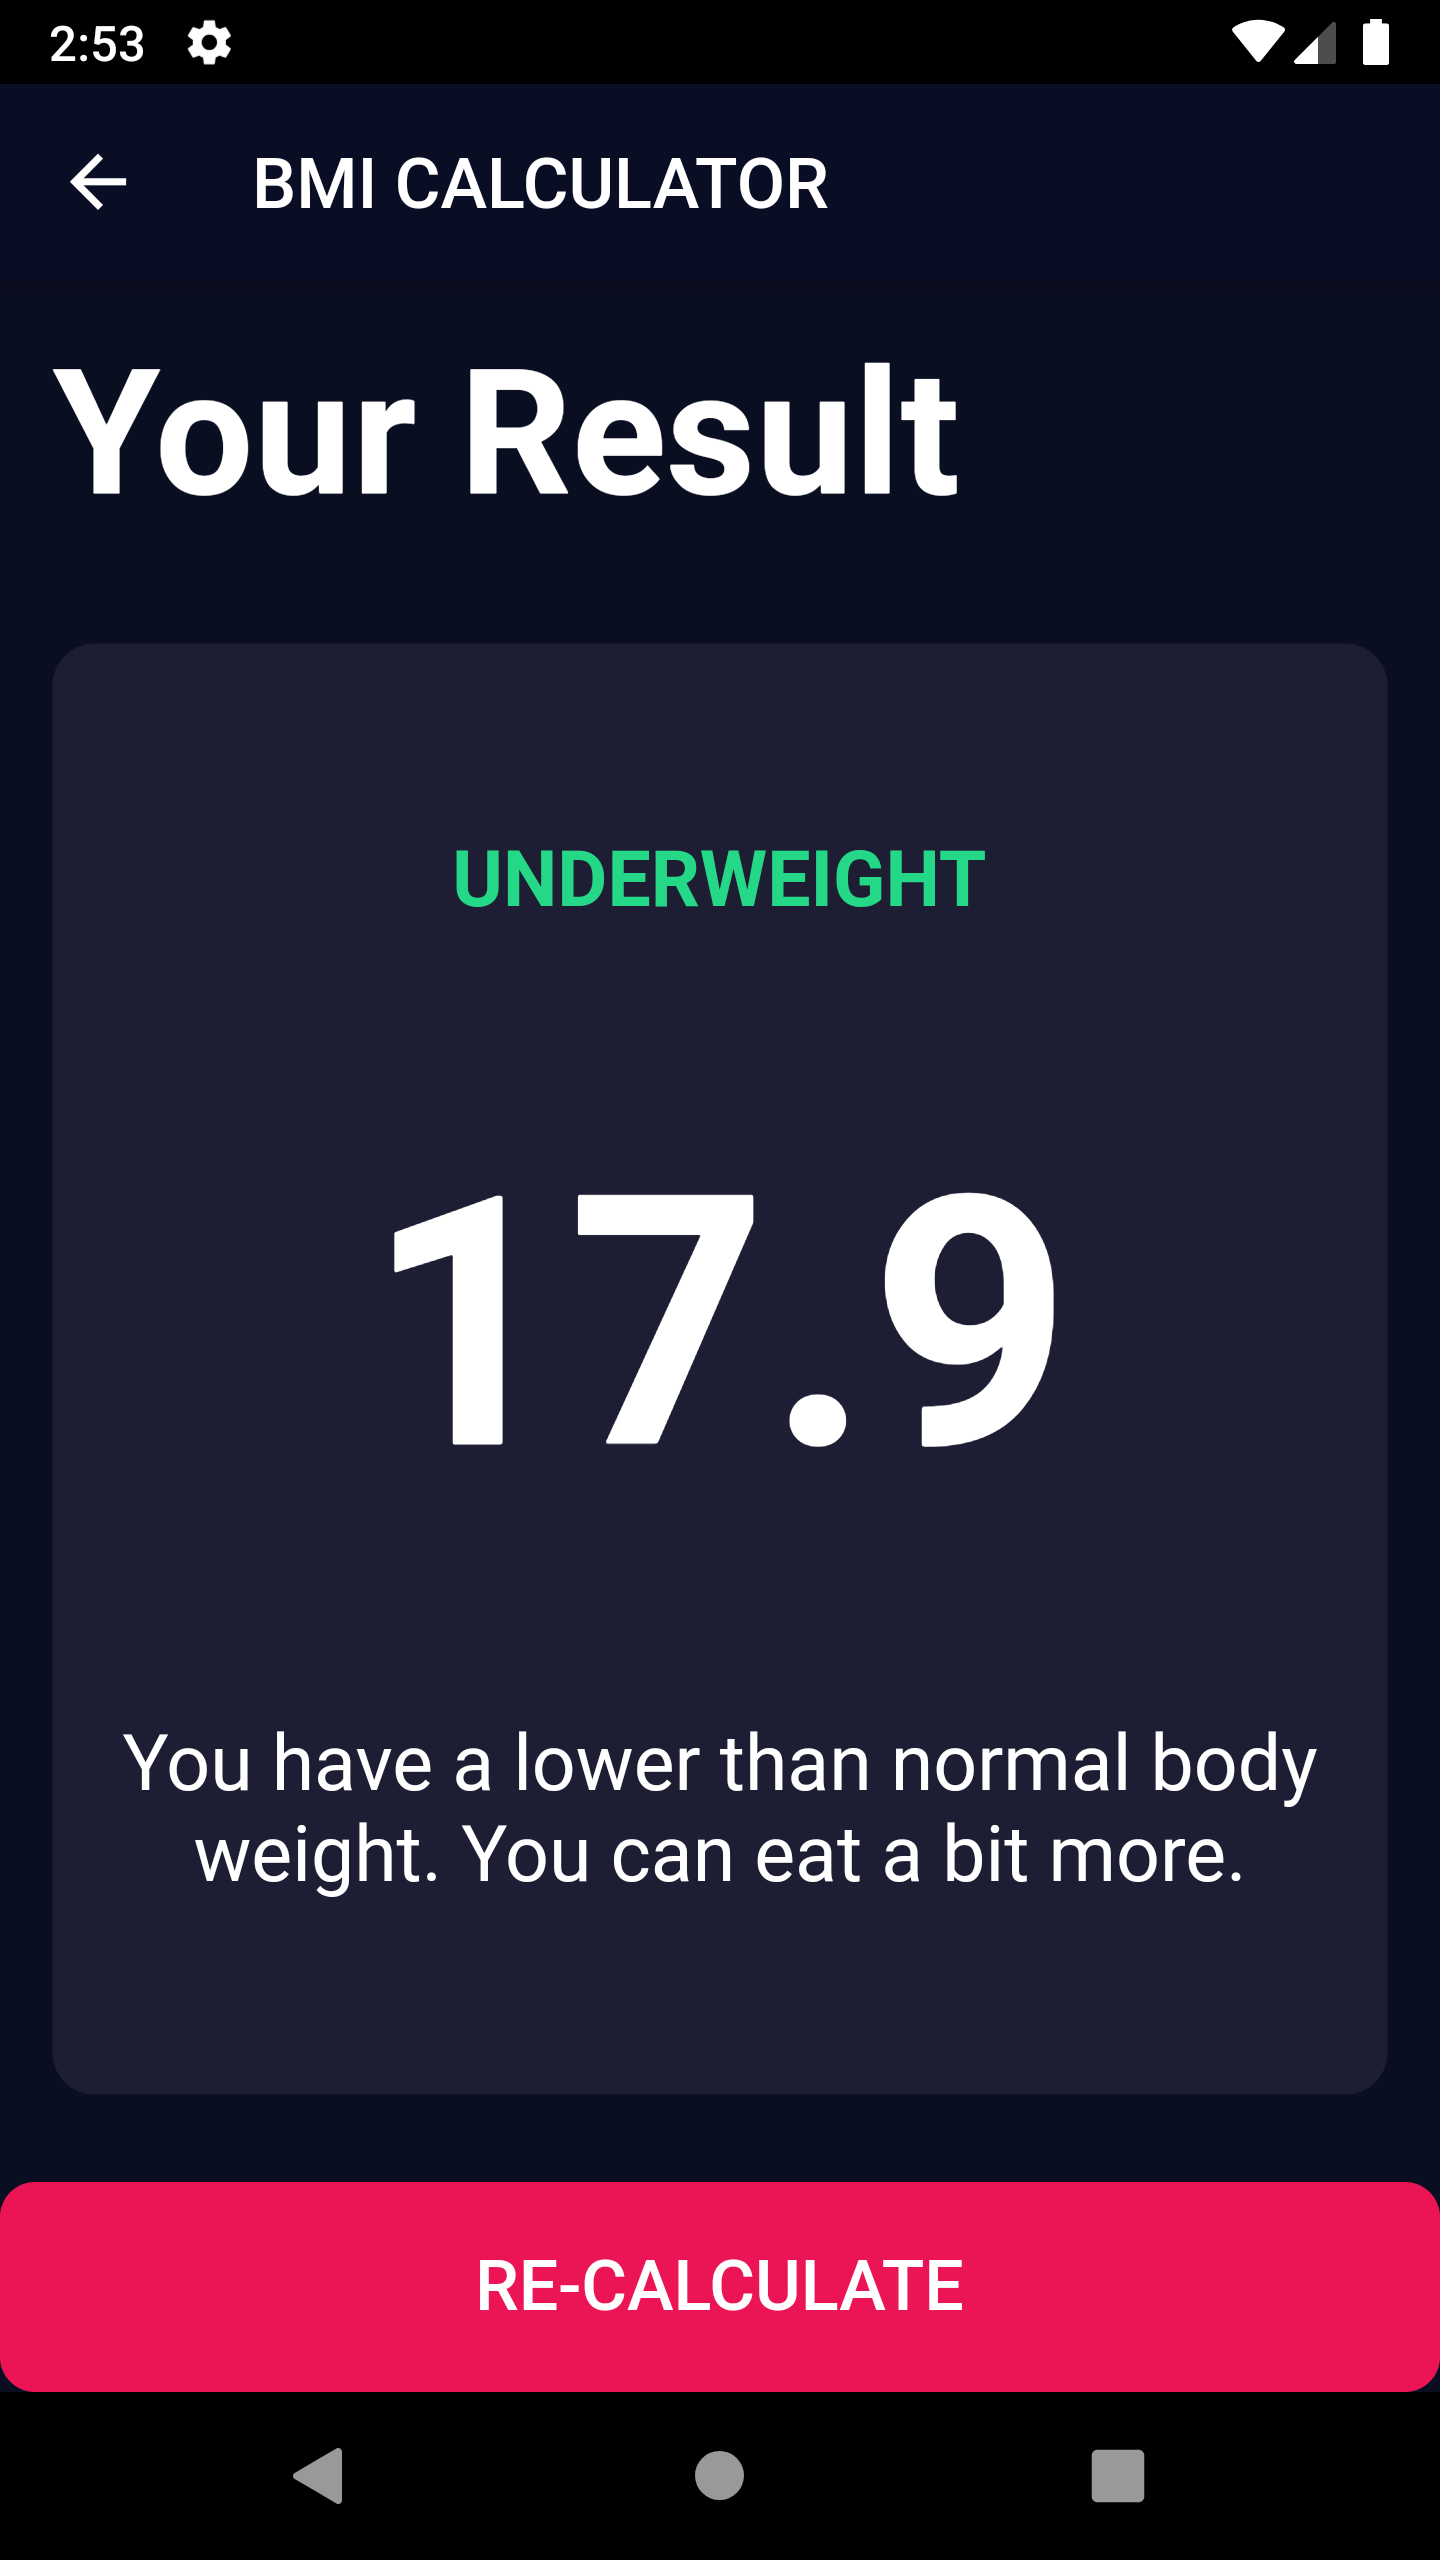 2:53
BMI CALCULATOR
Your Result
UNDERWEIGHT
17.9
You have a lower than normal body
weight. You can eat a bit more.
RE-CALCULATE